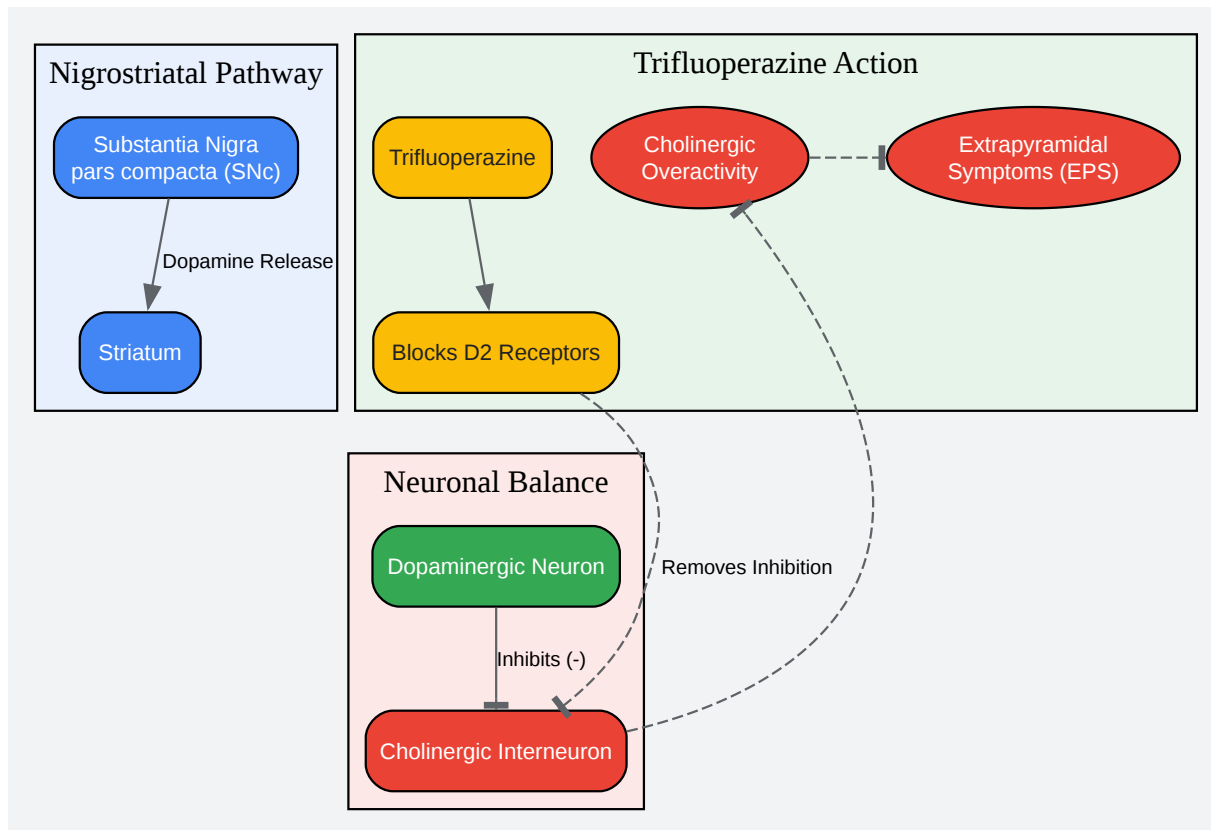 Nigrostriatal Pathway
Substantia Nigra
pars compacta (SNc)
Dopamine Release
Striatum
Trifluoperazine Action
Trifluoperazine
Cholinergic
Overactivity
Extrapyramidal
Symptoms (EPS)
Blocks D2 Receptors
Neuronal Balance
Dopaminergic Neuron
Removes Inhibition
Inhibits (-)
Cholinergic Interneuron